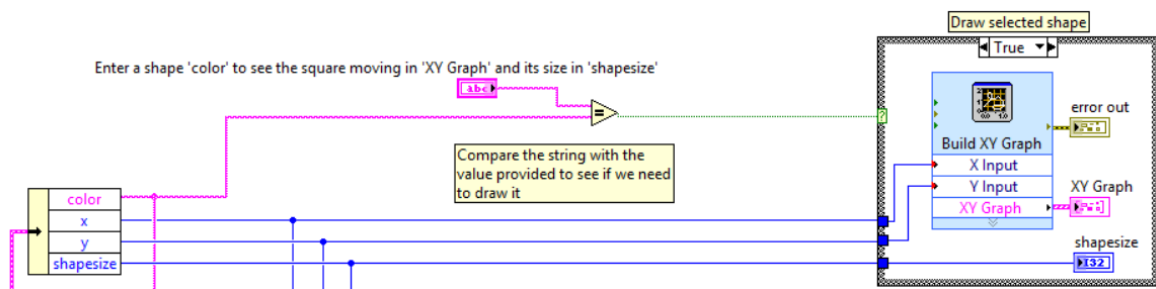 Draw selected shape
True
Enter a shape 'color' to see the square moving in 'XY Graph' and its size in 'shapesize'
abc
=
?
error out
Build XY Graph
Compare the string with the
value provided to see if we need
to draw it
X Input
Y Input
XY Graph
XY Graph
color
x
y
shapesize
shapesize
I32